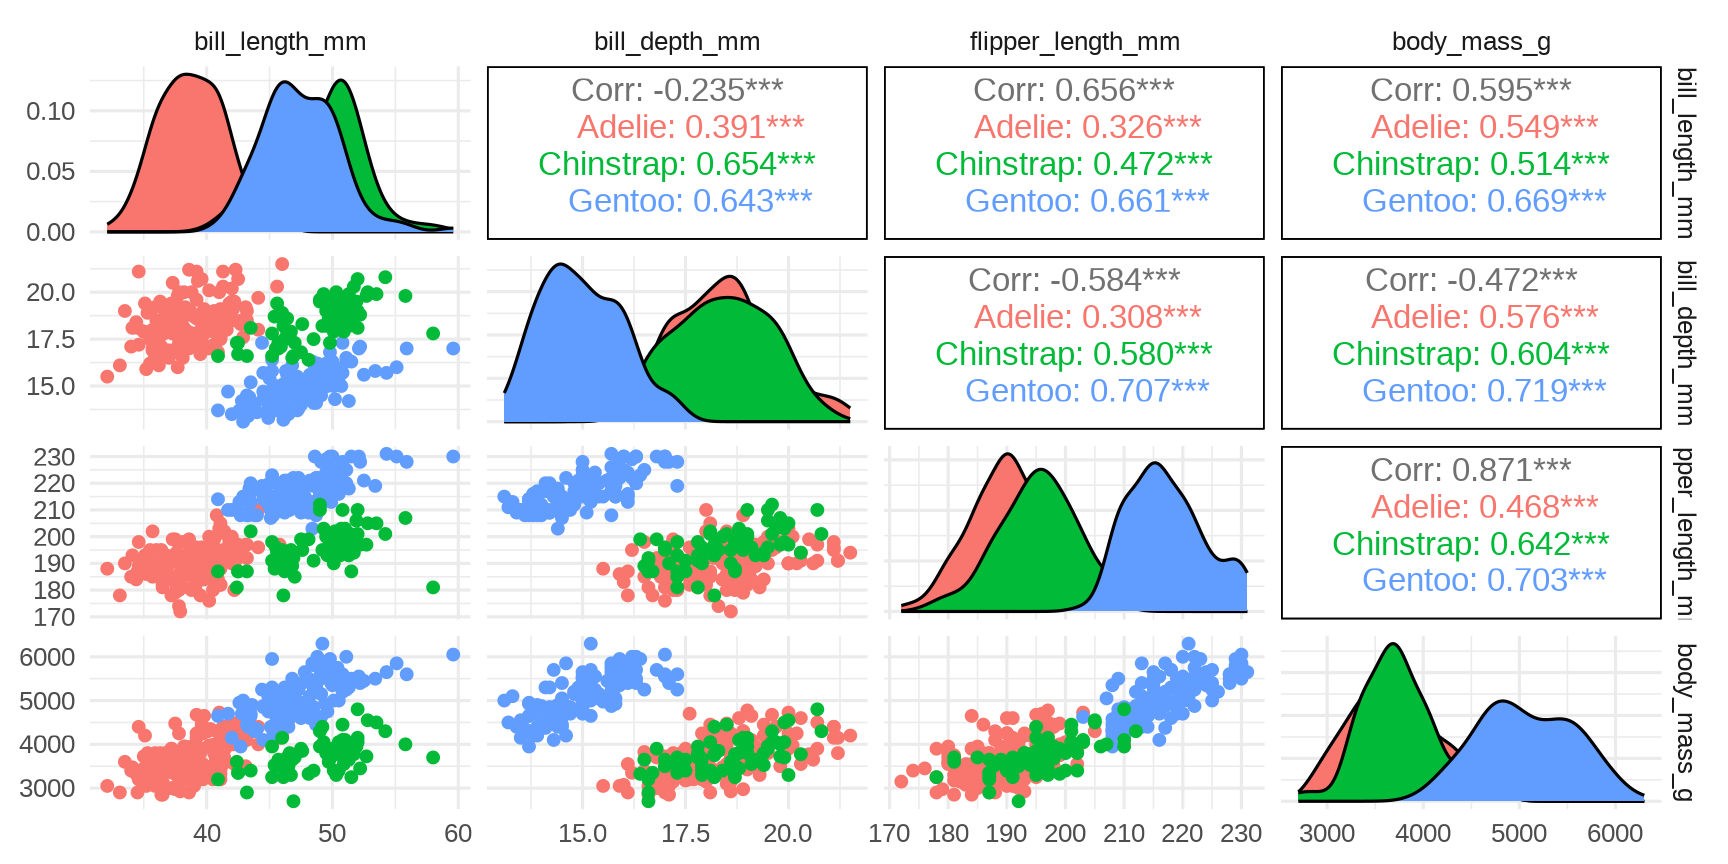 bill_length_mm bill_depth_mm flipper_length_mm body_mass_g
0.10
0.05
0.00
Corr: -0.235***
Adelie: 0.391***
Chinstrap: 0.654***
Gentoo: 0.643***
Corr: 0.656***
Adelie: 0.326***
Chinstrap: 0.472***
Gentoo: 0.661***
Corr: 0.595***
Adelie: 0.549***
Chinstrap: 0.514***
Gentoo: 0.669***
bill_length_mm
20.0
17.5
15.0
Corr: -0.584***
Adelie: 0.308***
Chinstrap: 0.580***
Gentoo: 0.707***
Corr: -0.472***
Adelie: 0.576***
Chinstrap: 0.604***
Gentoo: 0.719***
bill_depth_mm
230
220
210
200
190
180
170
Corr: 0.871***
Adelie: 0.468***
Chinstrap: 0.642***
Gentoo: 0.703***
pper_length_m
6000
5000
4000
3000
body_mass_g
40 50 60 15.0 17.5 20.0 170 180 190 200 210 220 230 3000 4000 5000 6000